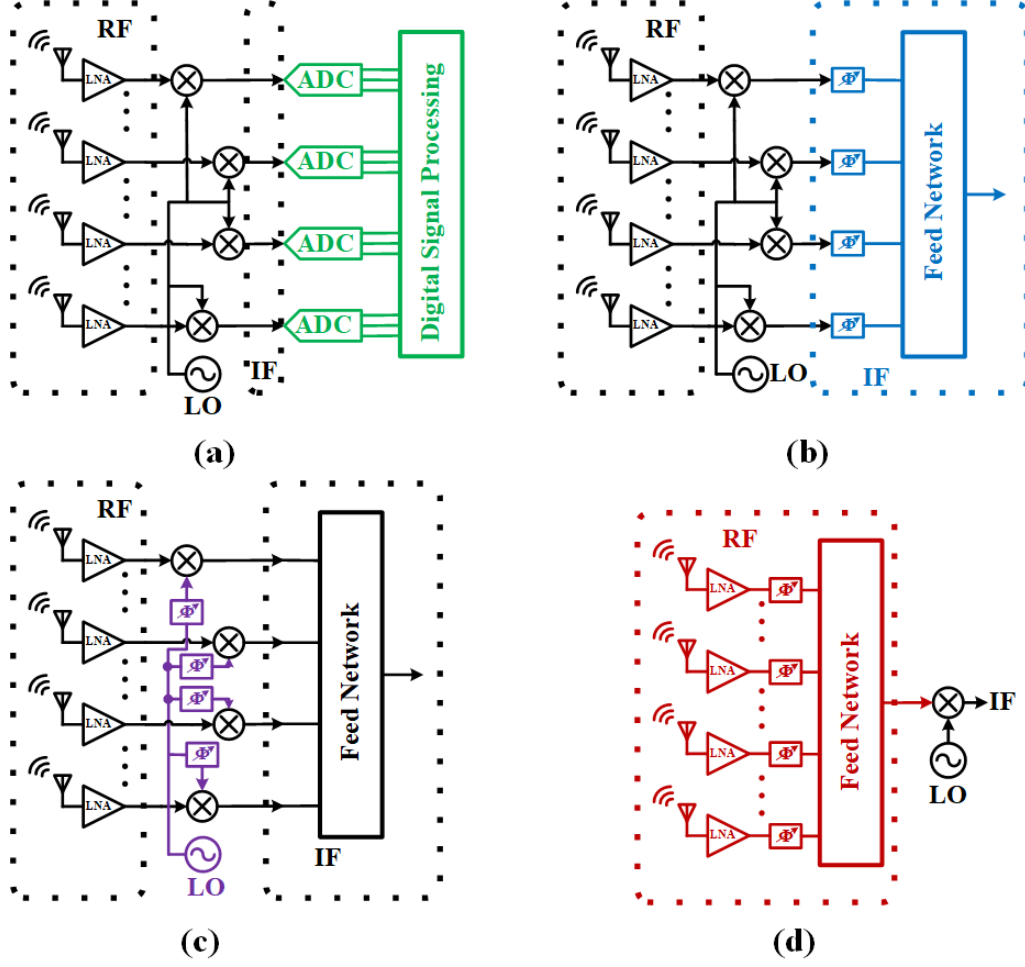 RF
LNA
ADC
LNA
ADC
LNA
ADC
LNA
ADC
Digital Signal Processing
IF
LO
(a)
RF
LNA
Φ
LNA
Φ
LNA
Φ
LNA
Φ
Feed Network
LO
IF
(b)
RF
LNA
Φ
LNA
Φ
LNA
Φ
Φ
LNA
Feed Network
IF
LO
(c)
RF
LNA
Φ
LNA
Φ
LNA
Φ
LNA
Φ
Feed Network
IF
LO
(d)